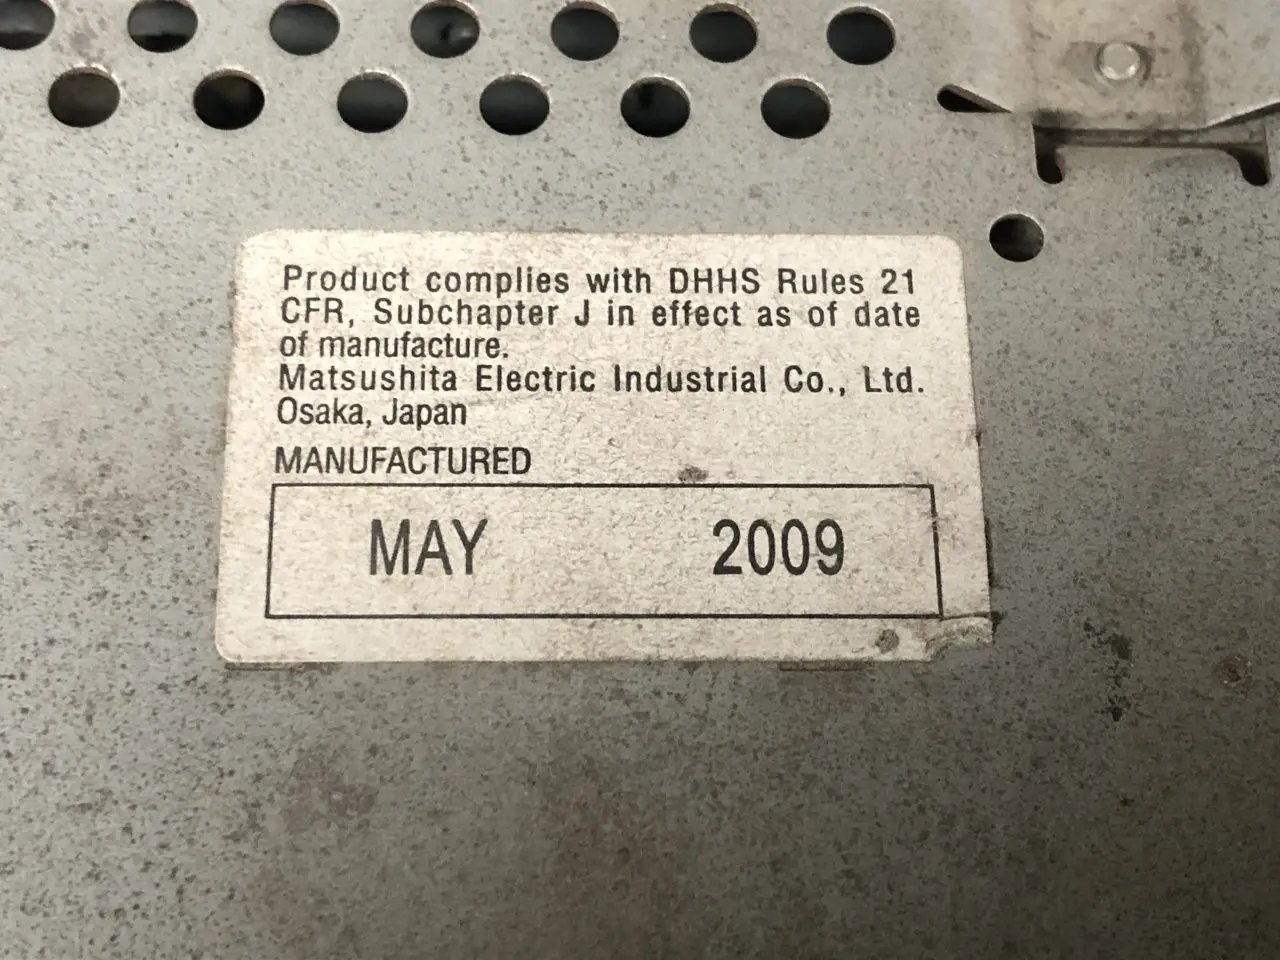 Product complies with DHHS Rules 21
CFR, Subchapter J in effect as of date
of manufacture.
Matsushita Electric Industrial Co., Ltd.
Osaka, Japan
MANUFACTURED
MAY 2009